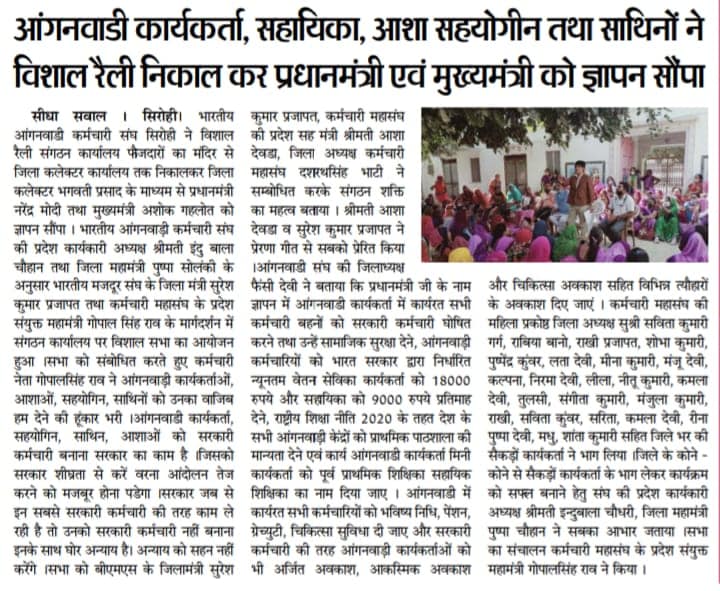 आंगनवाडी कार्यकर्ता, सहायिका, आशा सहयोगीन तथा साथिनों ने
विशाल रैली निकाल कर प्रधानमंत्री एवं मुख्यमंत्री को ज्ञापन सौंपा
सीधा सवाल । सिरोही। भारतीय
आंगनवाडी कर्मचारी संघ सिरोही ने विशाल
रैली संगठन कार्यालय फौजदारों का मंदिर से
जिला कलेक्टर कार्यालय तक निकालकर जिला
कलेक्टर भगवती प्रसाद के माध्यम से प्रधानमंत्री
नरेंद्र मोदी तथा मुख्यमंत्री अशोक गहलोत को
ज्ञापन सौंपा । भारतीय आंगनवाड़ी कर्मचारी संघ
की प्रदेश कार्यकारी अध्यक्ष श्रीमती इंदु बाला
चौहान तथा जिला महामंत्री पुष्पा सोलंकी के
अनुसार भारतीय मजदूर संघ के जिला मंत्री सुरेश
कुमार प्रजापत तथा कर्मचारी महासंघ के प्रदेश
संयुक्त महामंत्री गोपाल सिंह राव के मार्गदर्शन में
संगठन कार्यालय पर विशाल सभा का आयोजन
हुआ ।सभा को संबोधित करते हुए कर्मचारी
नेता गोपालसिंह राव ने आंगनवाड़ी कार्यकर्ताओं,
आशाओं, सहयोगिन, साथिनों को उनका वाजिब
हम देने की हूंकार भरी ।आंगनवाडी कार्यकर्ता,
सहयोगिन, साथिन, आशाओं को सरकारी
कर्मचारी बनाना सरकार का काम है ।जिसको
सरकार शीघ्रता से करें वरना आंदोलन तेज
करने को मजबूर होना पडेगा ।सरकार जब से
इन सबसे सरकारी कर्मचारी की तरह काम ले
रही है तो उनको सरकारी कर्मचारी नहीं बनाना
इनके साथ घोर अन्याय है। अन्याय को सहन नहीं
करेंगे ।सभा को बीएमएस के जिलामंत्री सुरेश
कुमार प्रजापत, कर्मचारी महासंघ
की प्रदेश सह मंत्री श्रीमती आशा
देवडा, जिला अध्यक्ष कर्मचारी
महासंघ दशरथसिंह भाटी ने
सम्बोधित करके संगठन शक्ति
का महत्व बताया । श्रीमती आशा
देवडा व सुरेश कुमार प्रजापत ने
प्रेरणा गीत से सबको प्रेरित किया
।आंगनवाडी संघ की जिलाध्यक्ष
फैंसी देवी ने बताया कि प्रधानमंत्री जी के नाम
ज्ञापन में आंगनवाडी कार्यकर्ता में कार्यरत सभी
कर्मचारी बहनों को सरकारी कर्मचारी घोषित
करने तथा उन्हें सामाजिक सुरक्षा देने, आंगनवाडी
कर्मचारियों को भारत सरकार द्वारा निर्धारित
न्यूनतम वेतन सेविका कार्यकर्ता को 18000
रुपये और सहायिका को 9000 रुपये प्रतिमाह
देने, राष्ट्रीय शिक्षा नीति 2020 के तहत देश के
सभी आंगनवाडी केंद्रों को प्राथमिक पाठशाला की
मान्यता देने एवं कार्य आंगनवाडी कार्यकर्ता मिनी
कार्यकर्ता को पूर्व प्राथमिक शिक्षिका सहायिक
शिक्षिका का नाम दिया जाए । आंगनवाडी में
कार्यरत सभी कर्मचारियों को भविष्य निधि, पेंशन,
ग्रेच्युटी, चिकित्सा सुविधा दी जाए और सरकारी
कर्मचारी की तरह आंगनवाड़ी कार्यकर्ताओं को
भी अर्जित अवकाश, आकस्मिक अवकाश
और चिकित्सा अवकाश सहित विभिन्न त्यौहारों
के अवकाश दिए जाएं । कर्मचारी महासंघ की
महिला प्रकोष्ठ जिला अध्यक्ष सुश्री सविता कुमारी
गर्ग, राबिया बानो, राखी प्रजापत, शोभा कुमारी,
पुष्पेंद्र कुंवर, लता देवी, मीना कुमारी, मंजू देवी,
कल्पना, निरमा देवी, लीला, नीतू कुमारी, कमला
देवी, तुलसी, संगीता कुमारी, मंजुला कुमारी,
राखी, सविता कुंवर, सरिता, कमला देवी, रीना
पुष्पा देवी, मधु, शांता कुमारी सहित जिले भर की
सैकड़ों कार्यकर्ता ने भाग लिया ।जिले के कोने -
कोने से सैकड़ों कार्यकर्ता के भाग लेकर कार्यक्रम
को सफल बनाने हेतु संघ की प्रदेश कार्यकारी
अध्यक्ष श्रीमती इन्दुबाला चौधरी, जिला महामंत्री
पुष्पा चौहान ने सबका आभार जताया ।सभा
का संचालन कर्मचारी महासंघ के प्रदेश संयुक्त
महामंत्री गोपालसिंह राव ने किया ।